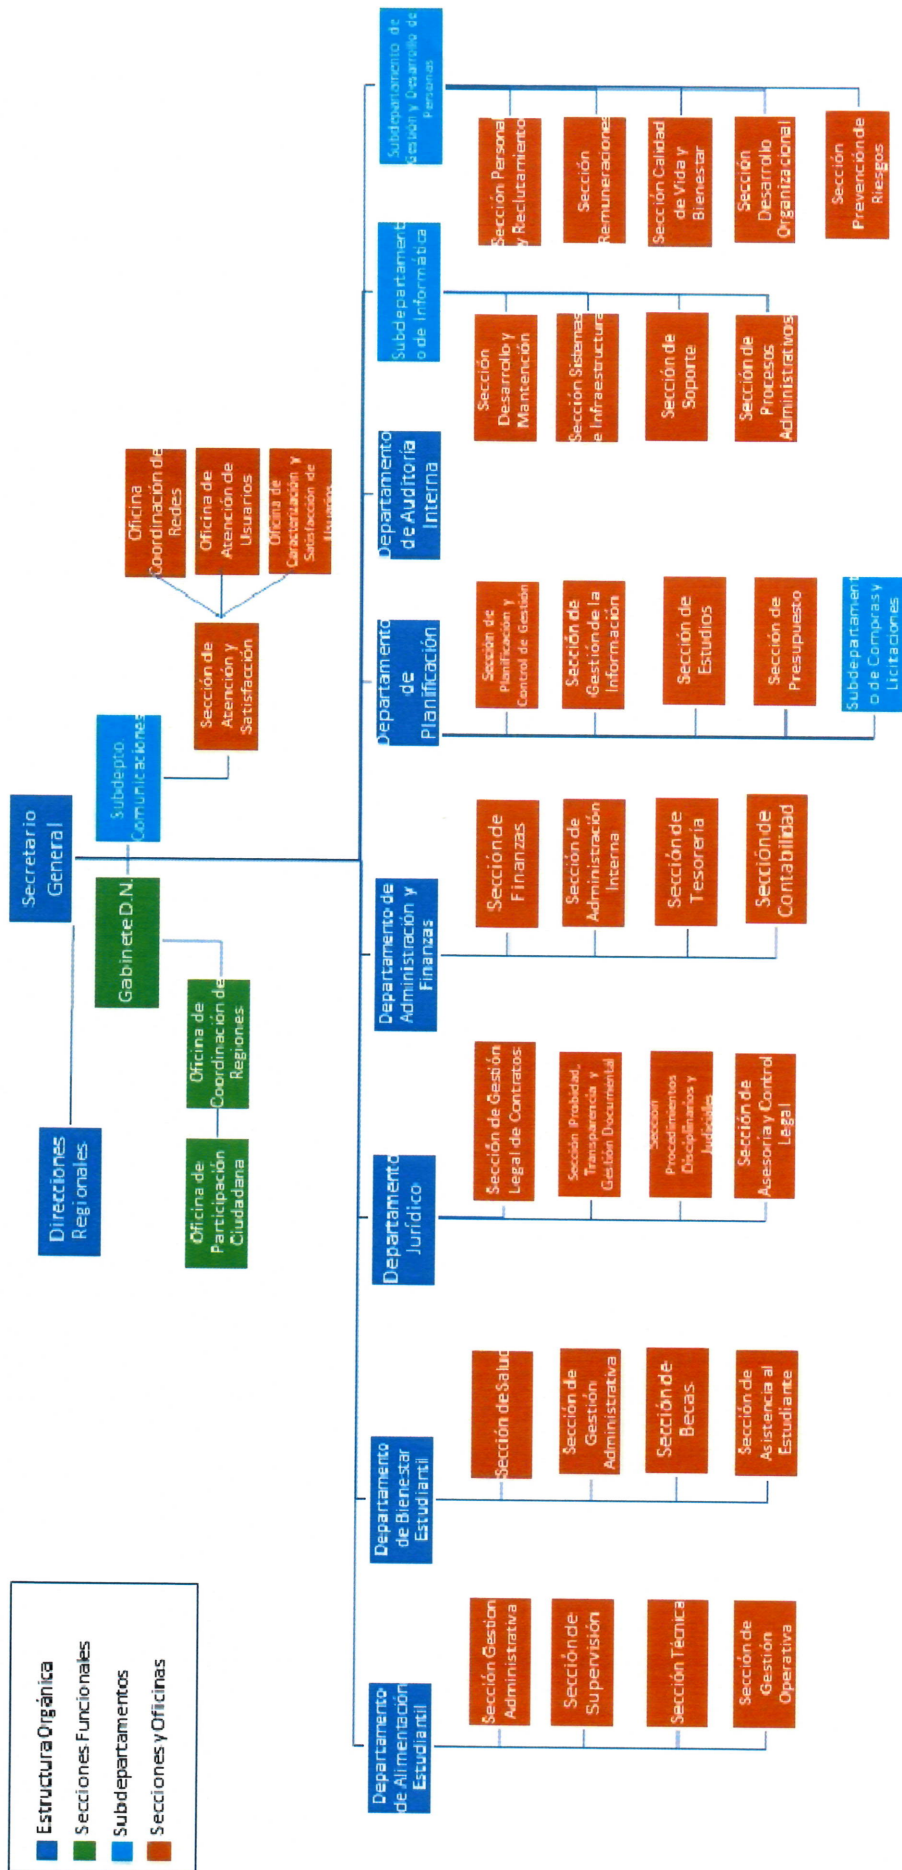 Estructura Orgánica
Secciones Funcionales
Subdepartamentos
Secciones y Oficinas
Secretario
General
Direcciones
Regionales
Gabinete D.N.
Subdepto
Comunicaciones
Oficina de
Participación
Ciudadana
Oficina de
Coordinación de
Regiones
Sección de
Atención y
Satisfacción
Oficina
Coordinación de
Redes
Oficina de
Atención de
Usuarios
Oficina de
Caracterización y
Satisfacción de
Usuarios
Departamento
de Alimentación
Estudiantil
Sección Gestion
Administrativa
Sección de
Supervisión
Sección Técnica
Sección de
Gestión
Operativa
Departamento
de Bienestar
Estudiantil
Sección de Salud
Sección de
Gestión
Administrativa
Sección de
Becas
Sección de
Asistencia al
Estudiante
Departamento
Jurídico
Sección de Gestión
Legal de Contratos
Sección Probidad,
Transparencia y
Gestión Documental
Sección
Procedimientos
Disciplinarios y
Judiciales
Sección de
Asesoría y Control
Legal
Departamento de
Administración y
Finanzas
Sección de
Finanzas
Sección de
Administración
Interna
Sección de
Tesorería
Sección de
Contabilidad
Departamento
de
Planificación
Sección de
Planificación y
Control de Gestión
Sección de
Gestión de la
Información
Sección de
Estudios
Sección de
Presupuesto
Subdepartament
o de Compras y
Licitaciones
Departamento
de Auditoría
Interna
Subdepartament
o de Informática
Sección
Desarrollo y
Mantención
Sección Sistemas
e Infraestructura
Sección de
Soporte
Sección de
Procesos
Administrativos
Subdepartamento de
Gestión y Desarrollo de
Personas
Sección Personal
y Reclutamiento
Sección
Remuneraciones
Sección Calidad
de Vida y
Bienestar
Sección
Desarrollo
Organizacional
Sección
Prevención de
Riesgos